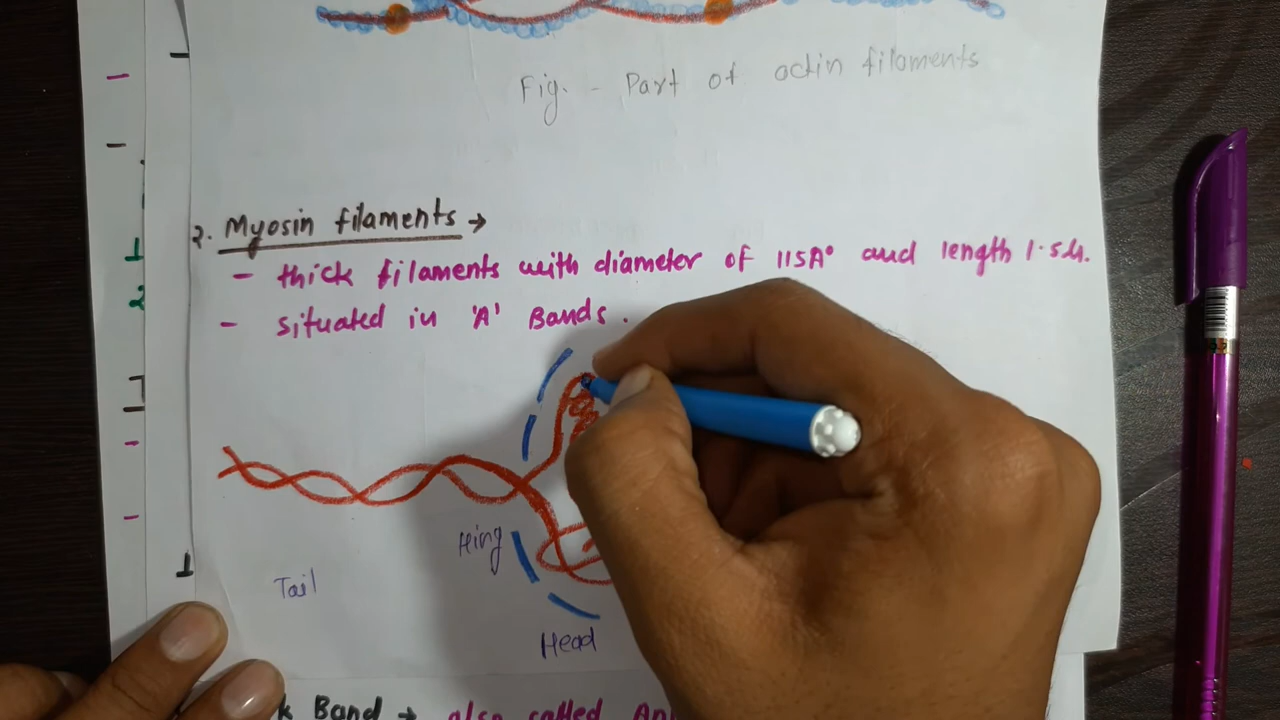 Fig. - Part of actin filaments
2. Myosin filaments →
- thick filaments with diameter of 115A° and length 1.5μ.
- situated in 'A' Bands.
Hing
Tail
Head
k Band → also called An